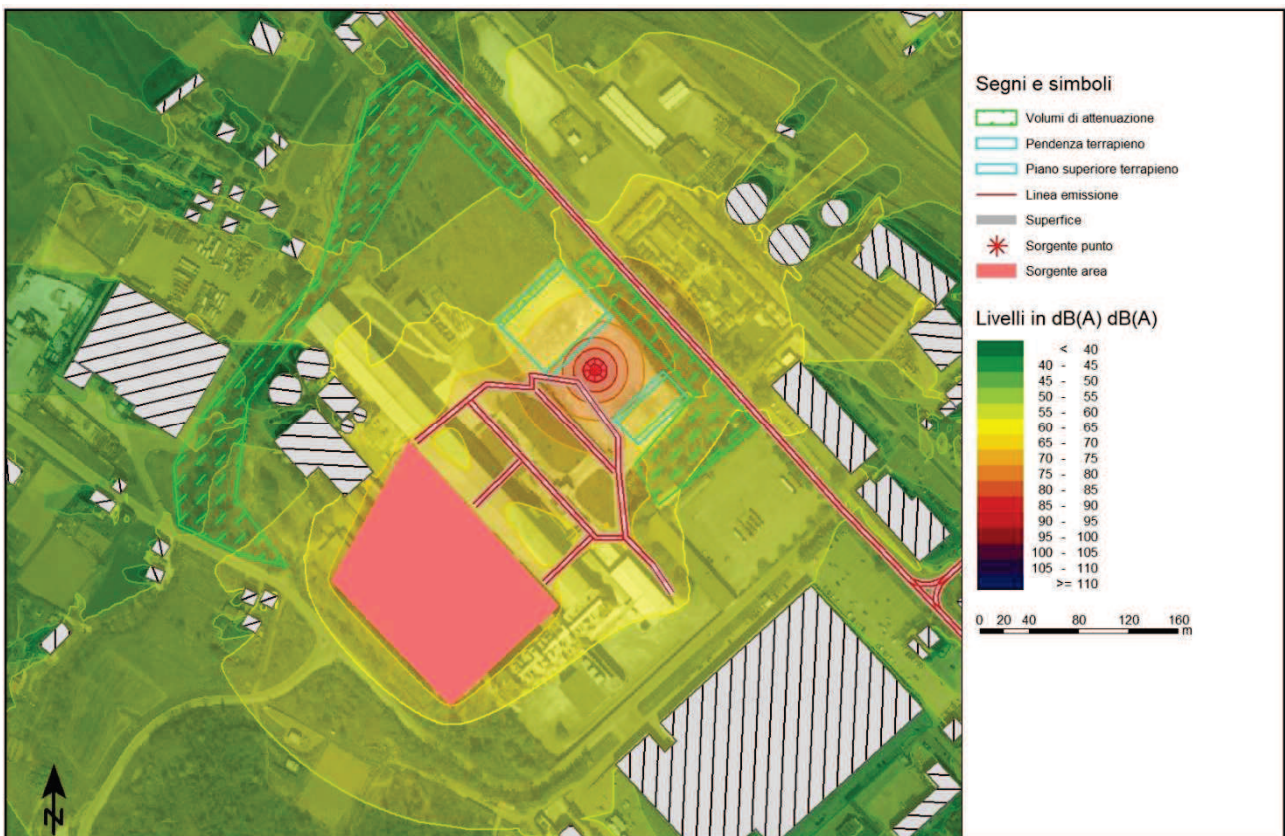 Segni e simboli
Volumi di attenuazione
Pendenza terrapieno
Piano superiore terrapieno
Linea emissione
Superfice
Sorgente punto
Sorgente area
Livelli in dB(A) dB(A)
< 40
40 - 45
45 - 50
50 - 55
55 - 60
60 - 65
65 - 70
70 - 75
75 - 80
80 - 85
85 - 90
90 - 95
95 - 100
100 - 105
105 - 110
>= 110
0 20 40 80 120 160
m
N